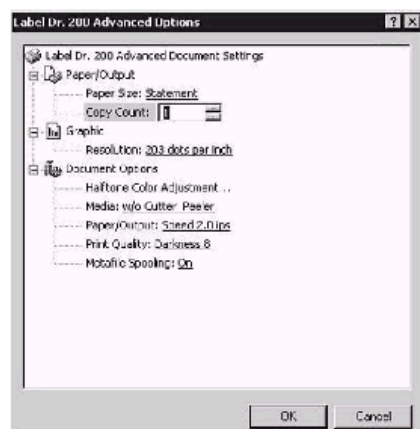 Label Dr. 200 Advanced Options
Label Dr. 200 Advanced Document Settings
Paper/Output
Paper Size: Statement
Copy Count: 1
Graphic
Resolution: 203 dots per inch
Document Options
Halftone Color Adjustment...
Media: w/o Cutter Peeler
Paper/Output: Speed 2.0 ips
Print Quality: Darkness 8
Metafile Spooling: On
OK Cancel